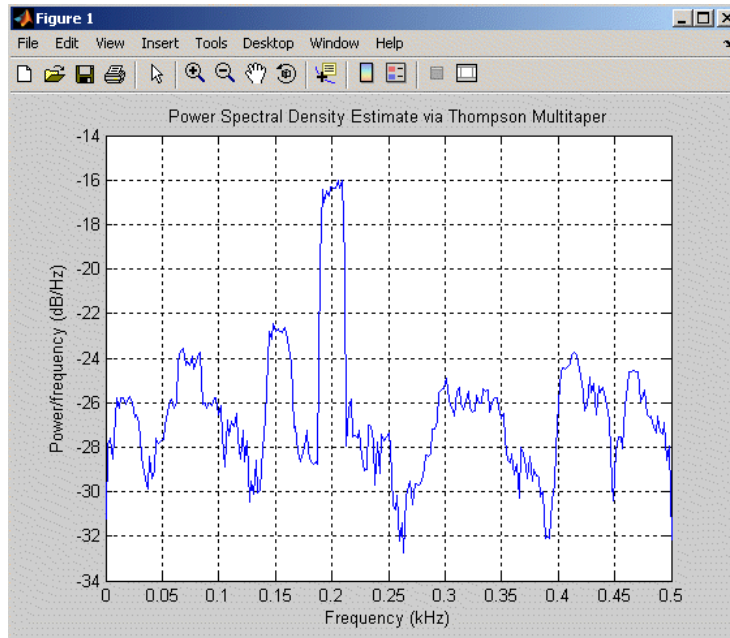 Figure 1
File Edit View Insert Tools Desktop Window Help
Power Spectral Density Estimate via Thompson Multitaper
-14
-16
-18
-20
-22
-24
-26
-28
-30
-32
-34
Power/frequency (dB/Hz)
0 0.05 0.1 0.15 0.2 0.25 0.3 0.35 0.4 0.45 0.5
Frequency (kHz)